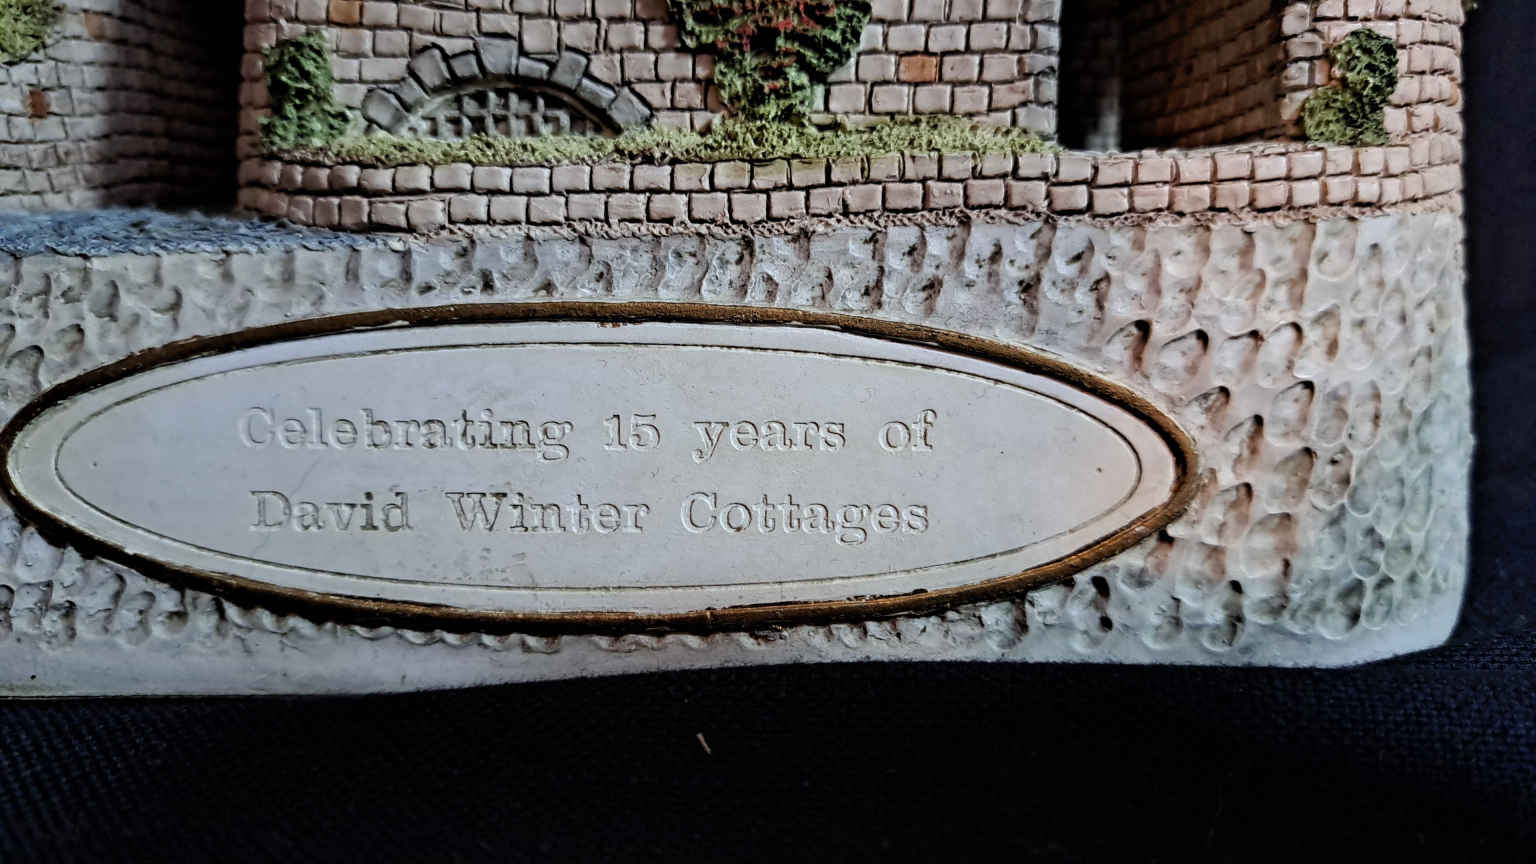 Celebrating 15 years of
David Winter Cottages